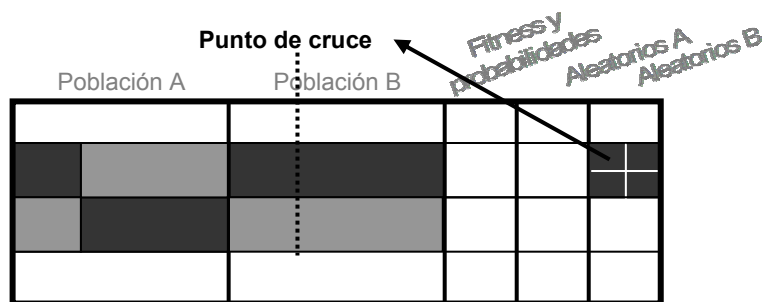 Punto de cruce
Fitness y
probabilidades
Aleatorios A
Aleatorios B
Población A
Población B